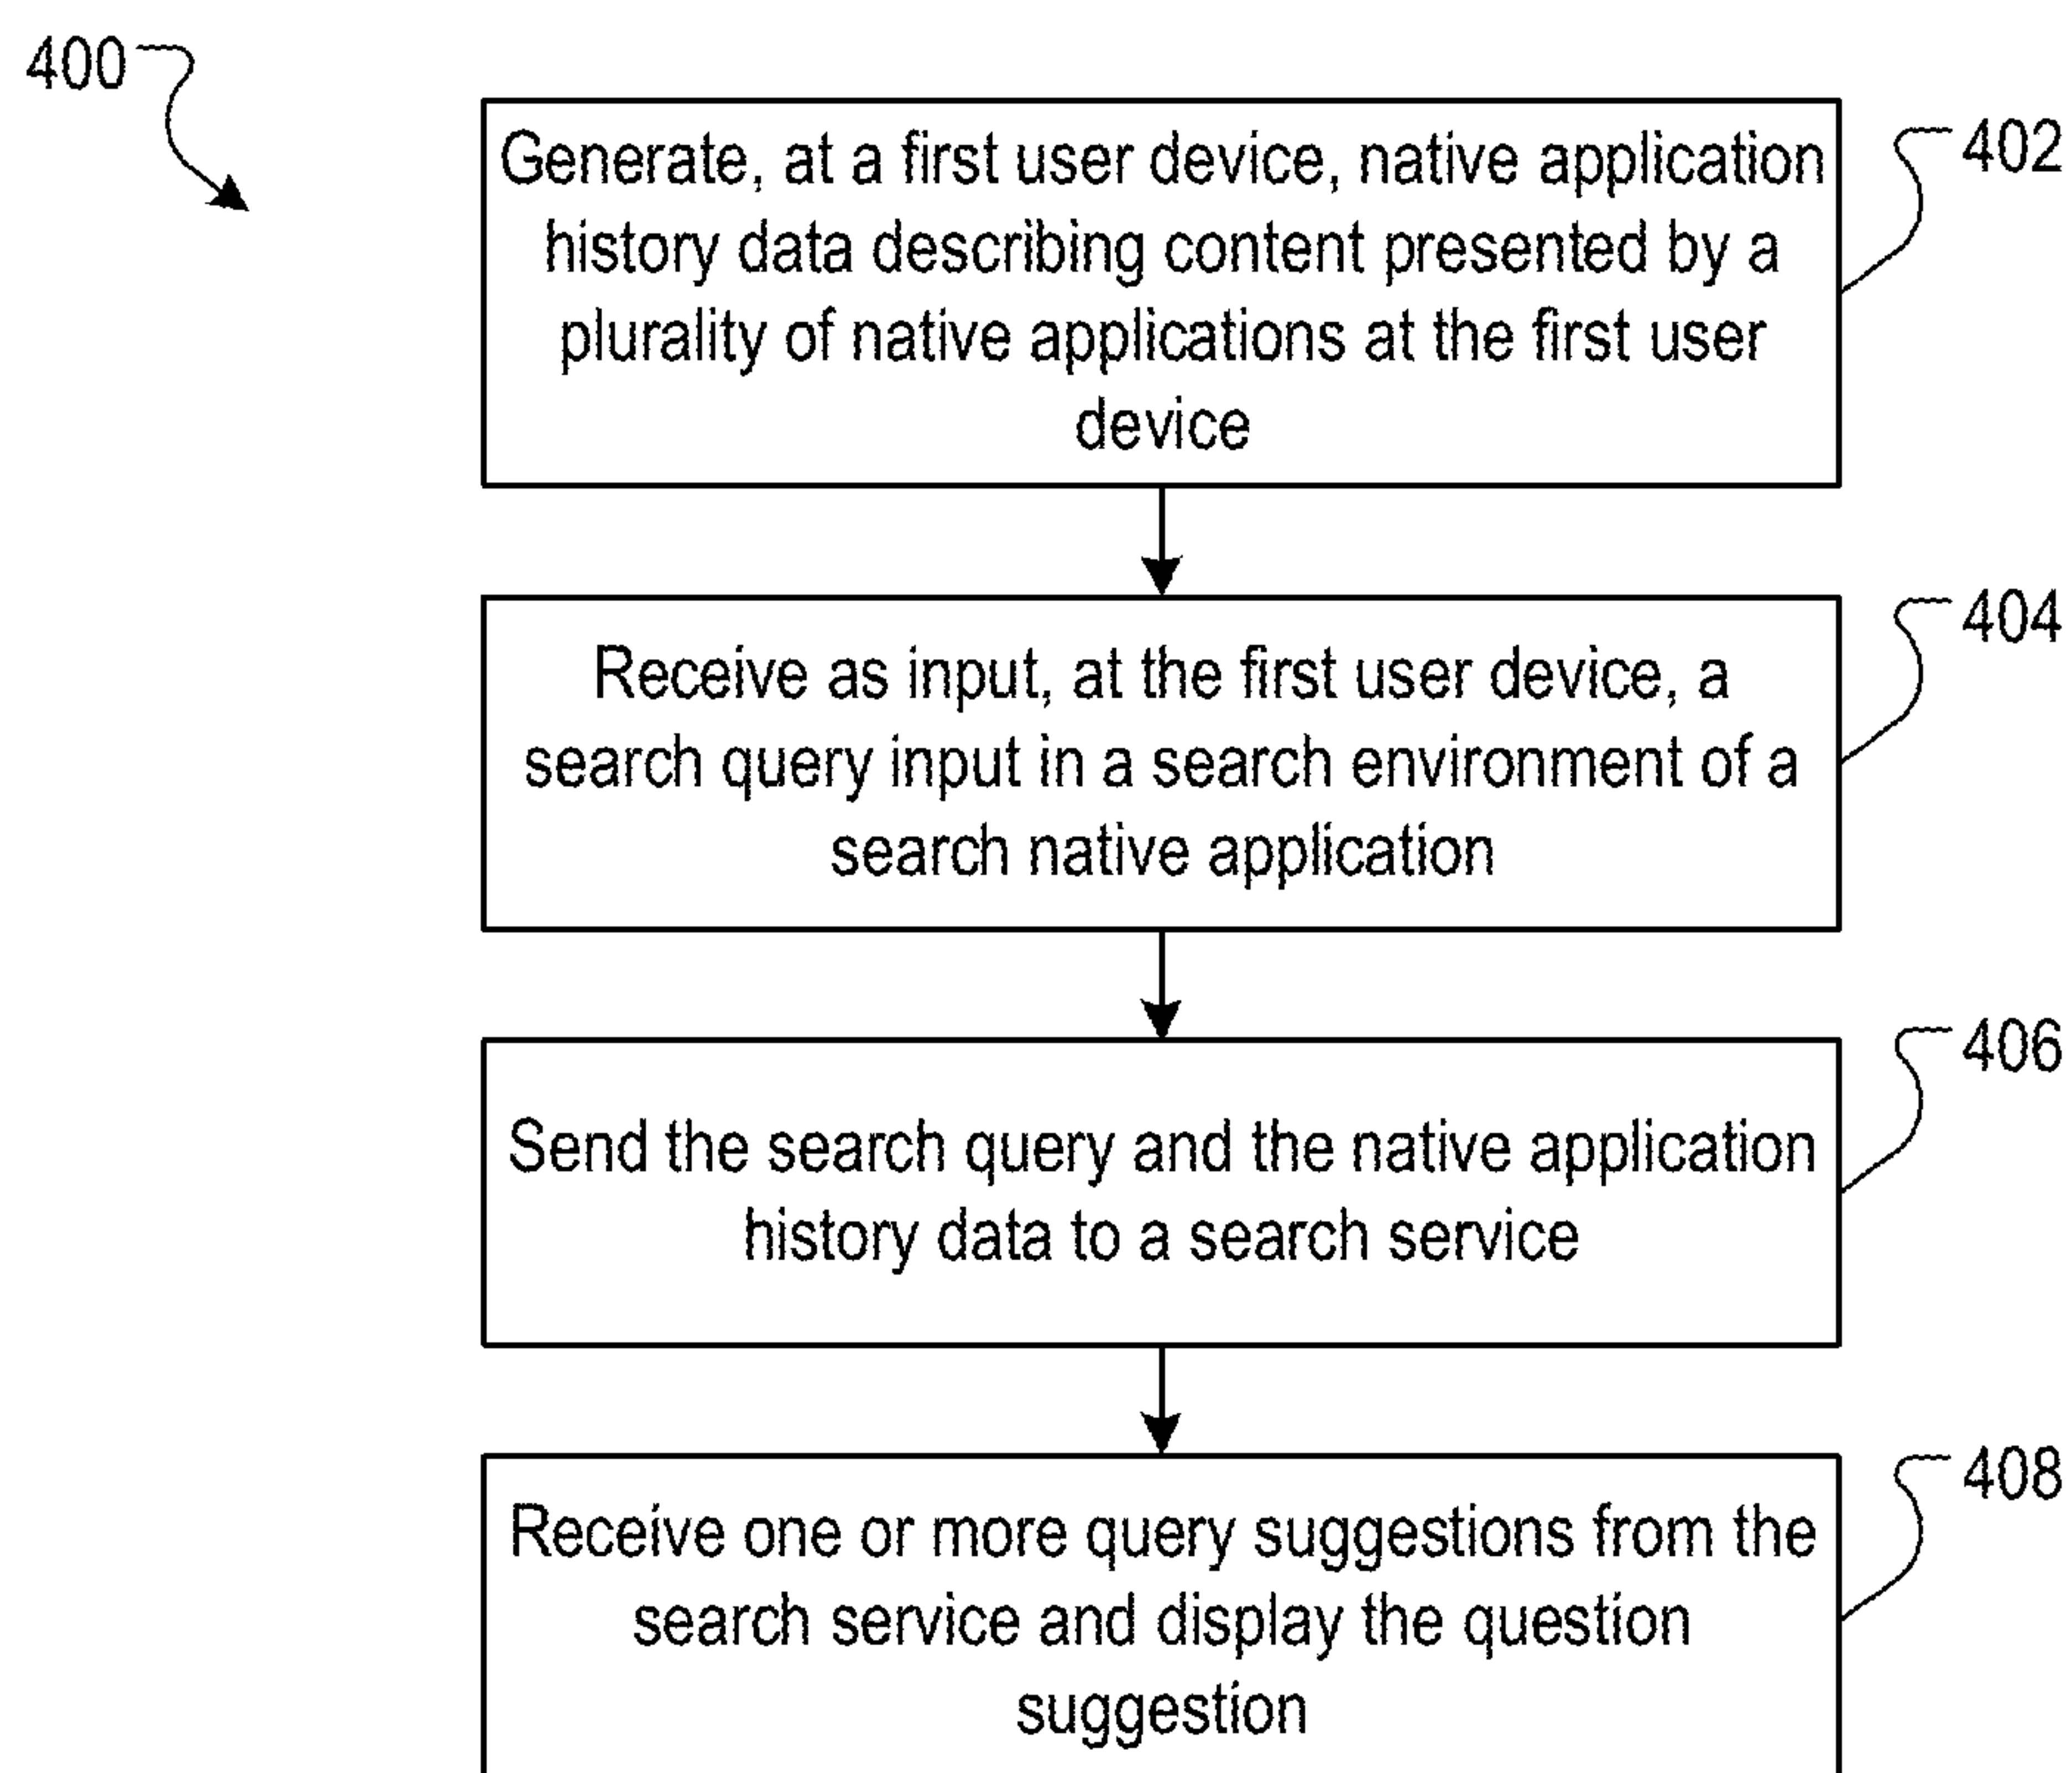 400
Generate, at a first user device, native application
history data describing content presented by a
plurality of native applications at the first user
device
402
Receive as input, at the first user device, a
search query input in a search environment of a
search native application
404
Send the search query and the native application
history data to a search service
406
Receive one or more query suggestions from the
search service and display the question
suggestion
408